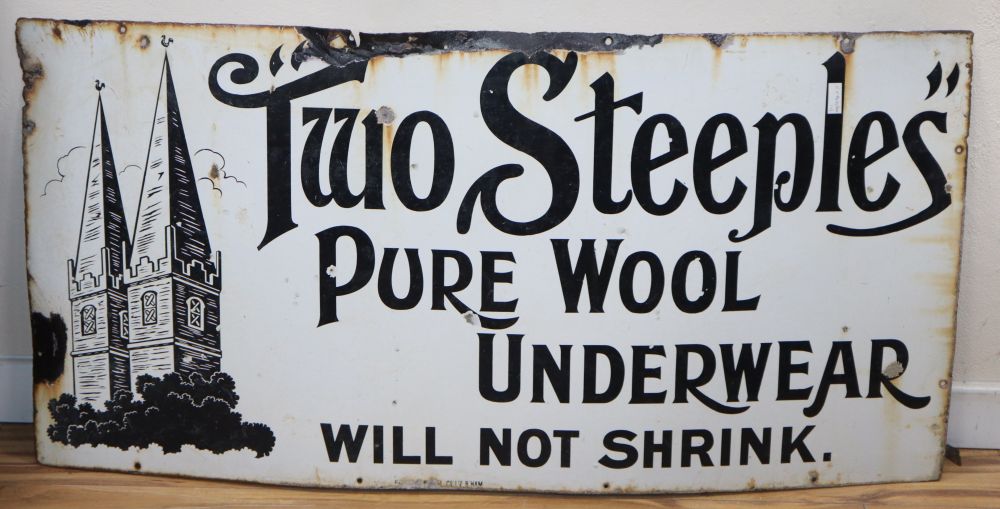 "Two Steeples"
PURE WOOL
UNDERWEAR
WILL NOT SHRINK.